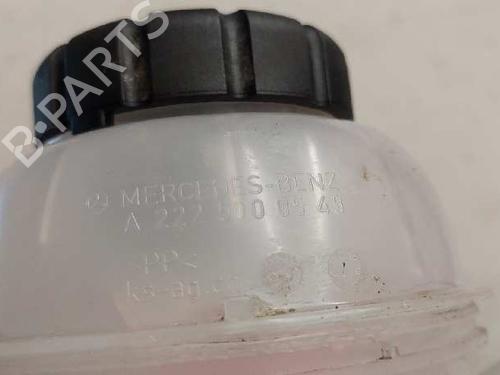 B-PARTS
MERCEDES-BENZ
A 222 500 05 49
>PP<